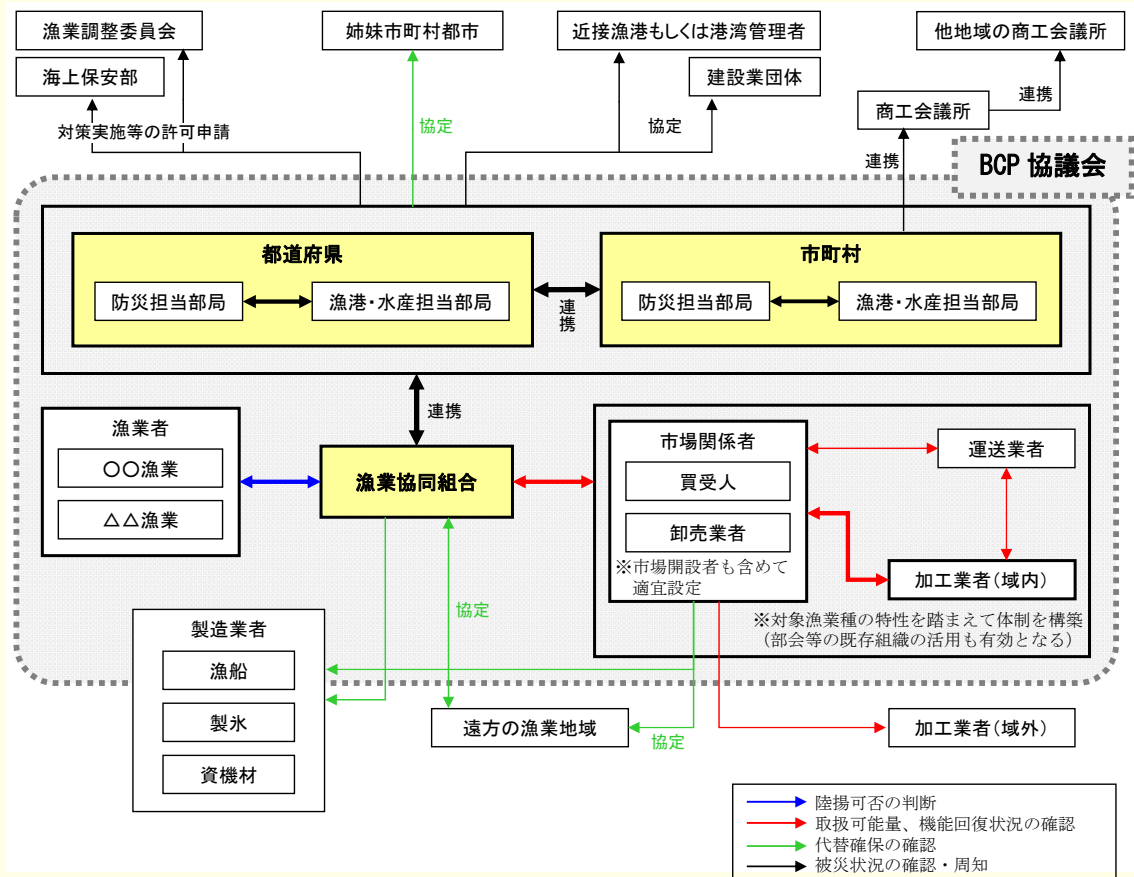 漁業調整委員会
姉妹市町村都市
近接漁港もしくは港湾管理者
他地域の商工会議所
海上保安部
建設業団体
商工会議所
連携
対策実施等の許可申請
協定
協定
連携
BCP 協議会
都道府県
市町村
防災担当部局
漁港・水産担当部局
連携
防災担当部局
漁港・水産担当部局
連携
漁業者
○○漁業
△△漁業
漁業協同組合
市場関係者
買受人
卸売業者
※市場開設者も含めて
適宜設定
運送業者
加工業者(域内)
※対象漁業種の特性を踏まえて体制を構築
(部会等の既存組織の活用も有効となる)
協定
製造業者
漁船
製氷
資機材
遠方の漁業地域
協定
加工業者(域外)
陸揚可否の判断
取扱可能量、機能回復状況の確認
代替確保の確認
被災状況の確認・周知